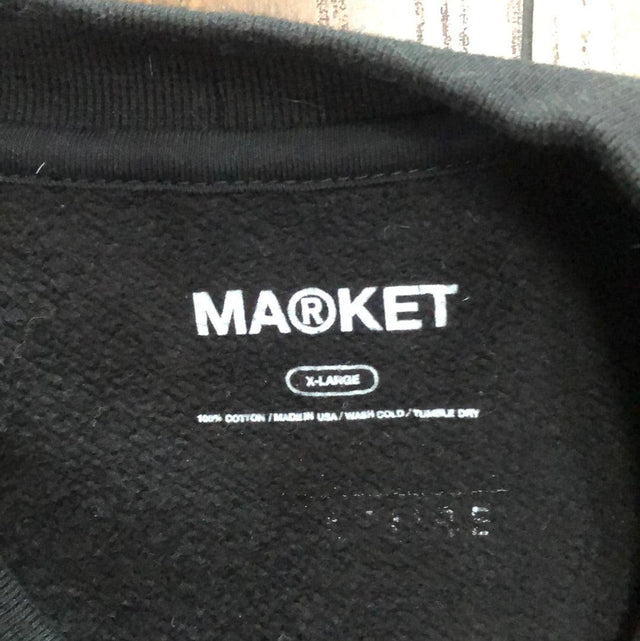 MA®KET
X-LARGE
100% COTTON / MADE IN USA / WASH COLD / TUMBLE DRY